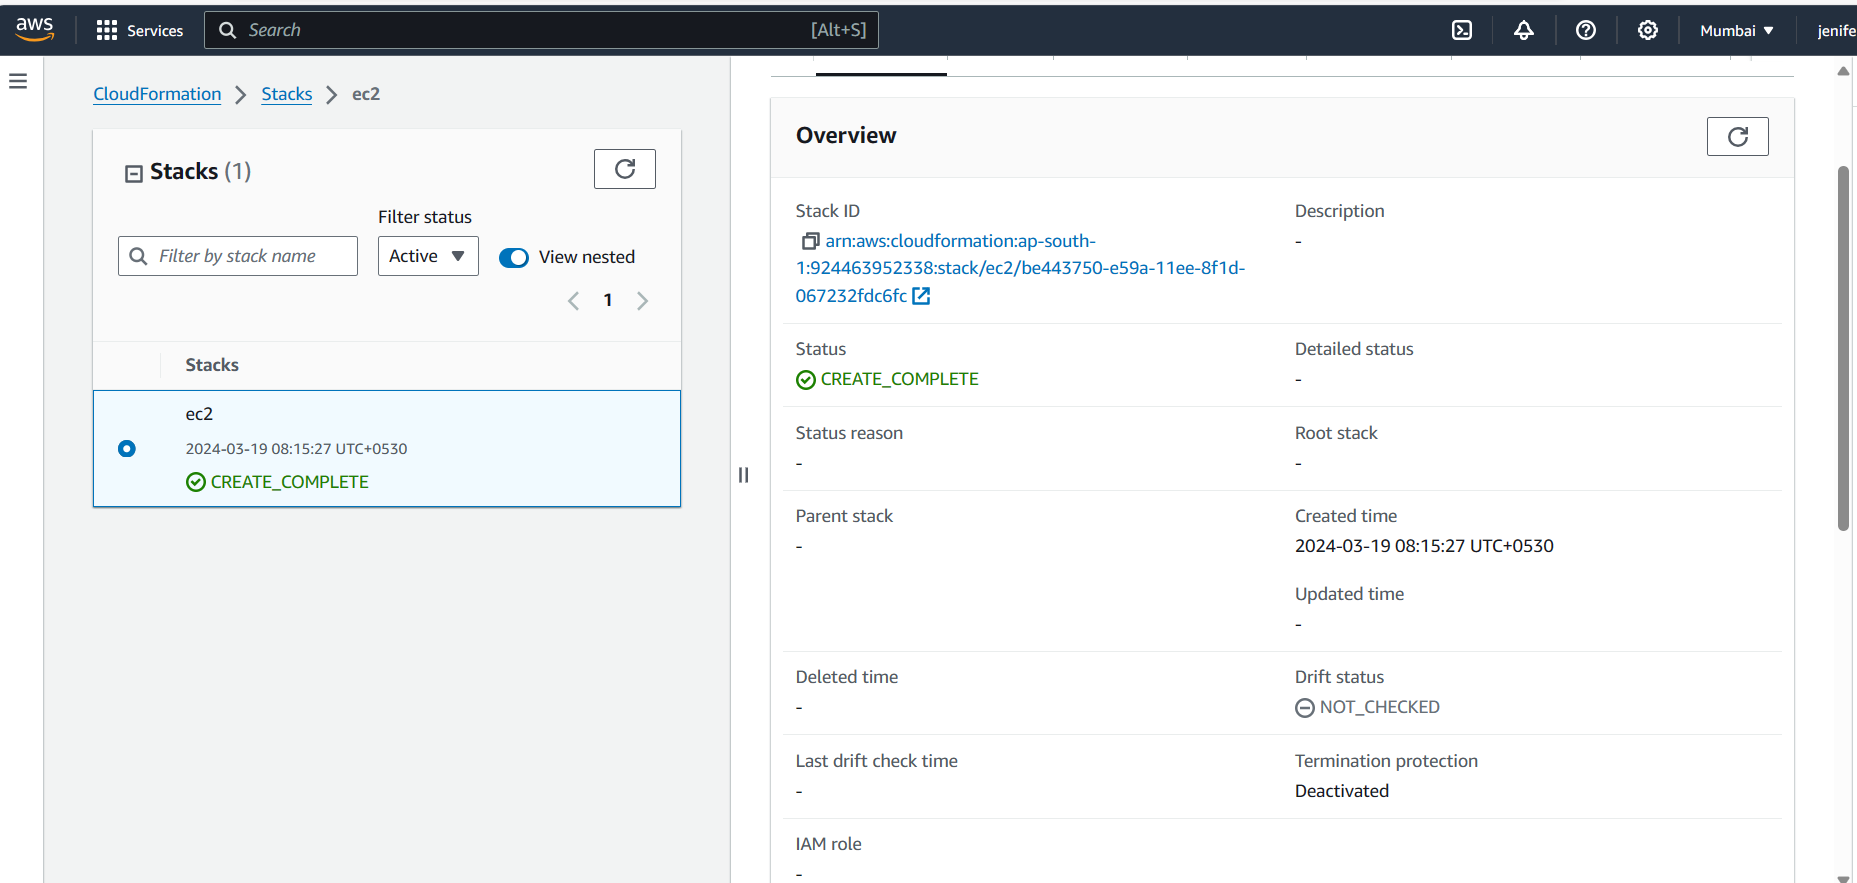 aws
Services
Search
[Alt+S]
Mumbai
jenife
CloudFormation
Stacks
ec2
Stacks (1)
Filter status
Filter by stack name
Active
View nested
1
Stacks
ec2
2024-03-19 08:15:27 UTC+0530
CREATE_COMPLETE
Overview
Stack ID
arn:aws:cloudformation:ap-south-
1:924463952338:stack/ec2/be443750-e59a-11ee-8f1d-
067232fdc6fc
Description
-
Status
CREATE_COMPLETE
Detailed status
-
Status reason
-
Root stack
-
Parent stack
-
Created time
2024-03-19 08:15:27 UTC+0530
Updated time
-
Deleted time
-
Drift status
NOT_CHECKED
Last drift check time
-
Termination protection
Deactivated
IAM role
-